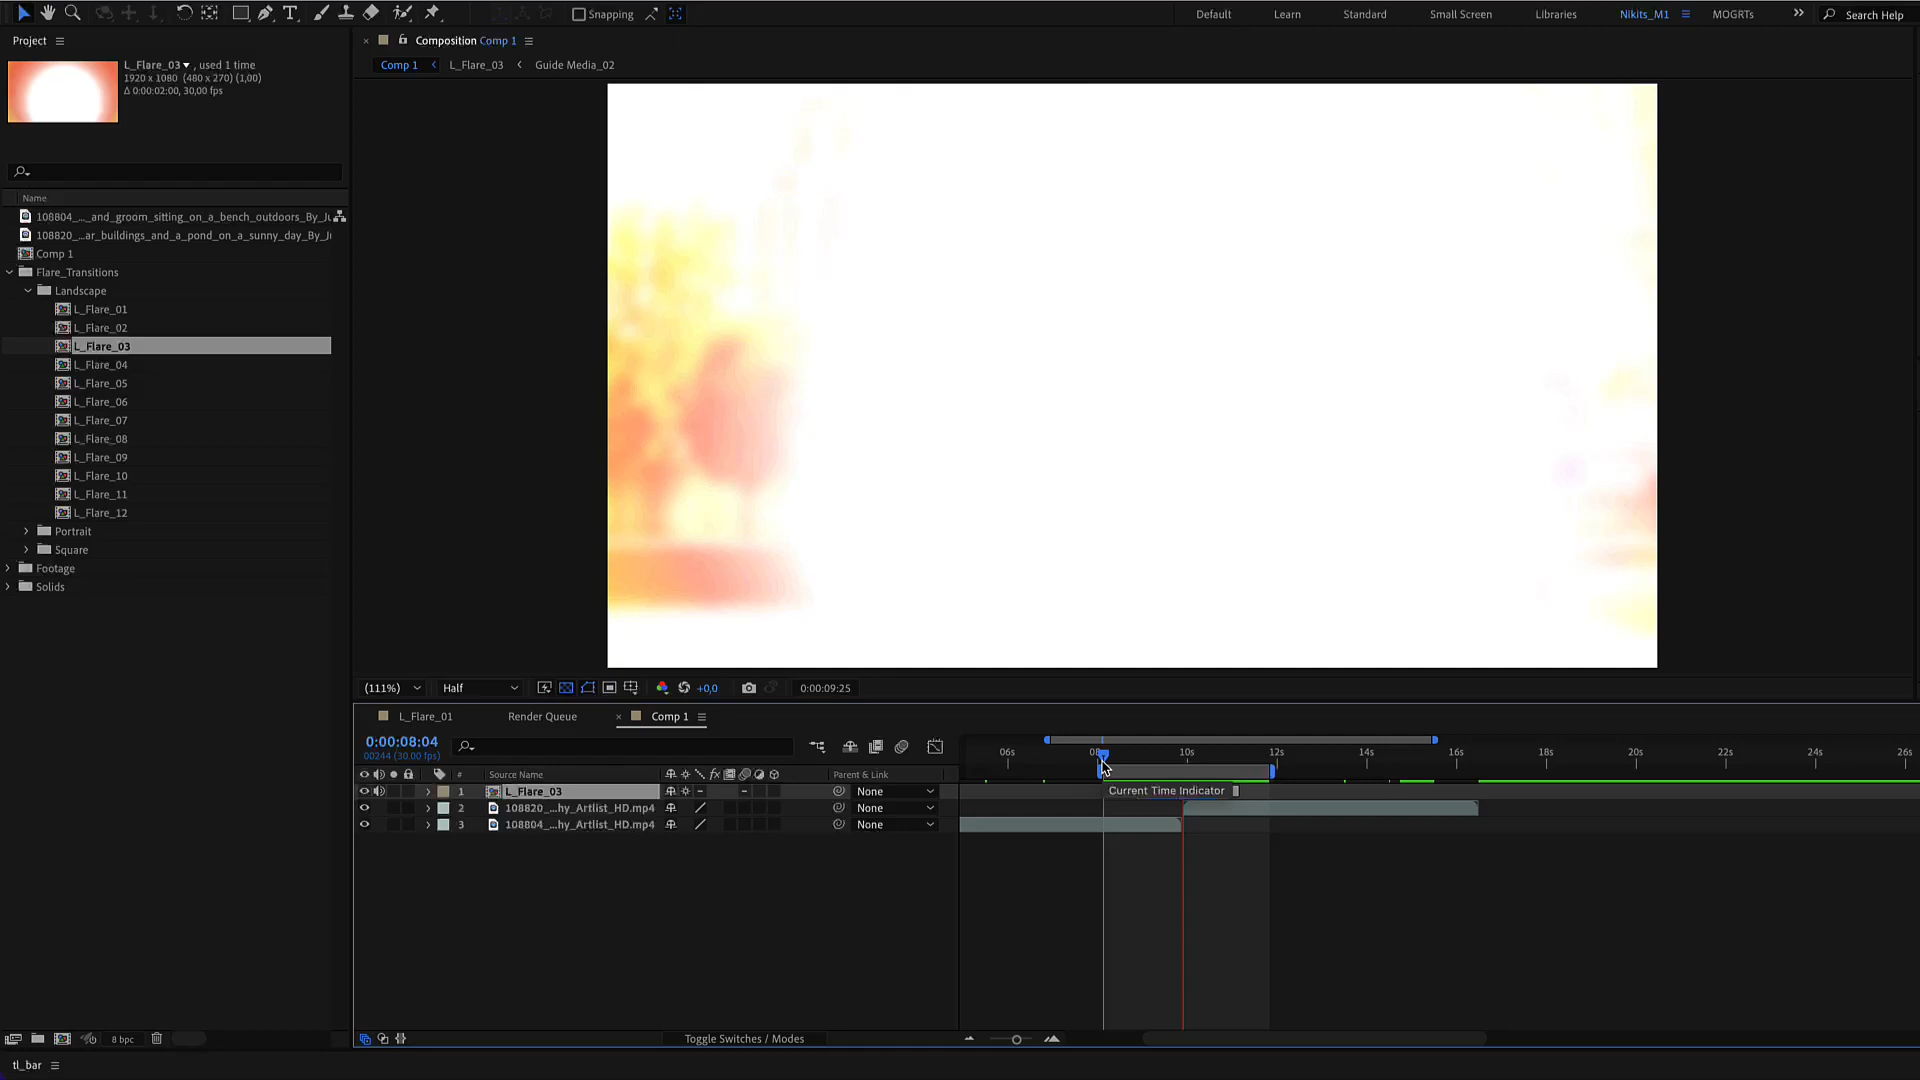 Snapping
Default
Learn
Standard
Small Screen
Libraries
Nikits_M1
MOGRTs
Search Help
Project
Composition Comp 1
L_Flare_03 , used 1 time
1920 x 1080 (480 x 270) (1,00)
Δ 0:00:02:00, 30,00 fps
Comp 1
L_Flare_03
Guide Media_02
Name
108804_..._and_groom_sitting_on_a_bench_outdoors_By_Ju
108820_...ar_buildings_and_a_pond_on_a_sunny_day_By_Ju
Comp 1
Flare_Transitions
Landscape
L_Flare_01
L_Flare_02
L_Flare_03
L_Flare_04
L_Flare_05
L_Flare_06
L_Flare_07
L_Flare_08
L_Flare_09
L_Flare_10
L_Flare_11
L_Flare_12
Portrait
Square
Footage
Solids
(111%)
Half
+0,0
0:00:09:25
L_Flare_01
Render Queue
Comp 1
0:00:08:04
00244 (30.00 fps)
06s
10s
12s
14s
16s
18s
20s
22s
24s
26s
# Source Name
fx
Parent & Link
1 L_Flare_03 None
Current Time Indicator
2 108820_...hy_Artlist_HD.mp4 None
3 108804_...hy_Artlist_HD.mp4 None
8 bpc
Toggle Switches / Modes
tl_bar